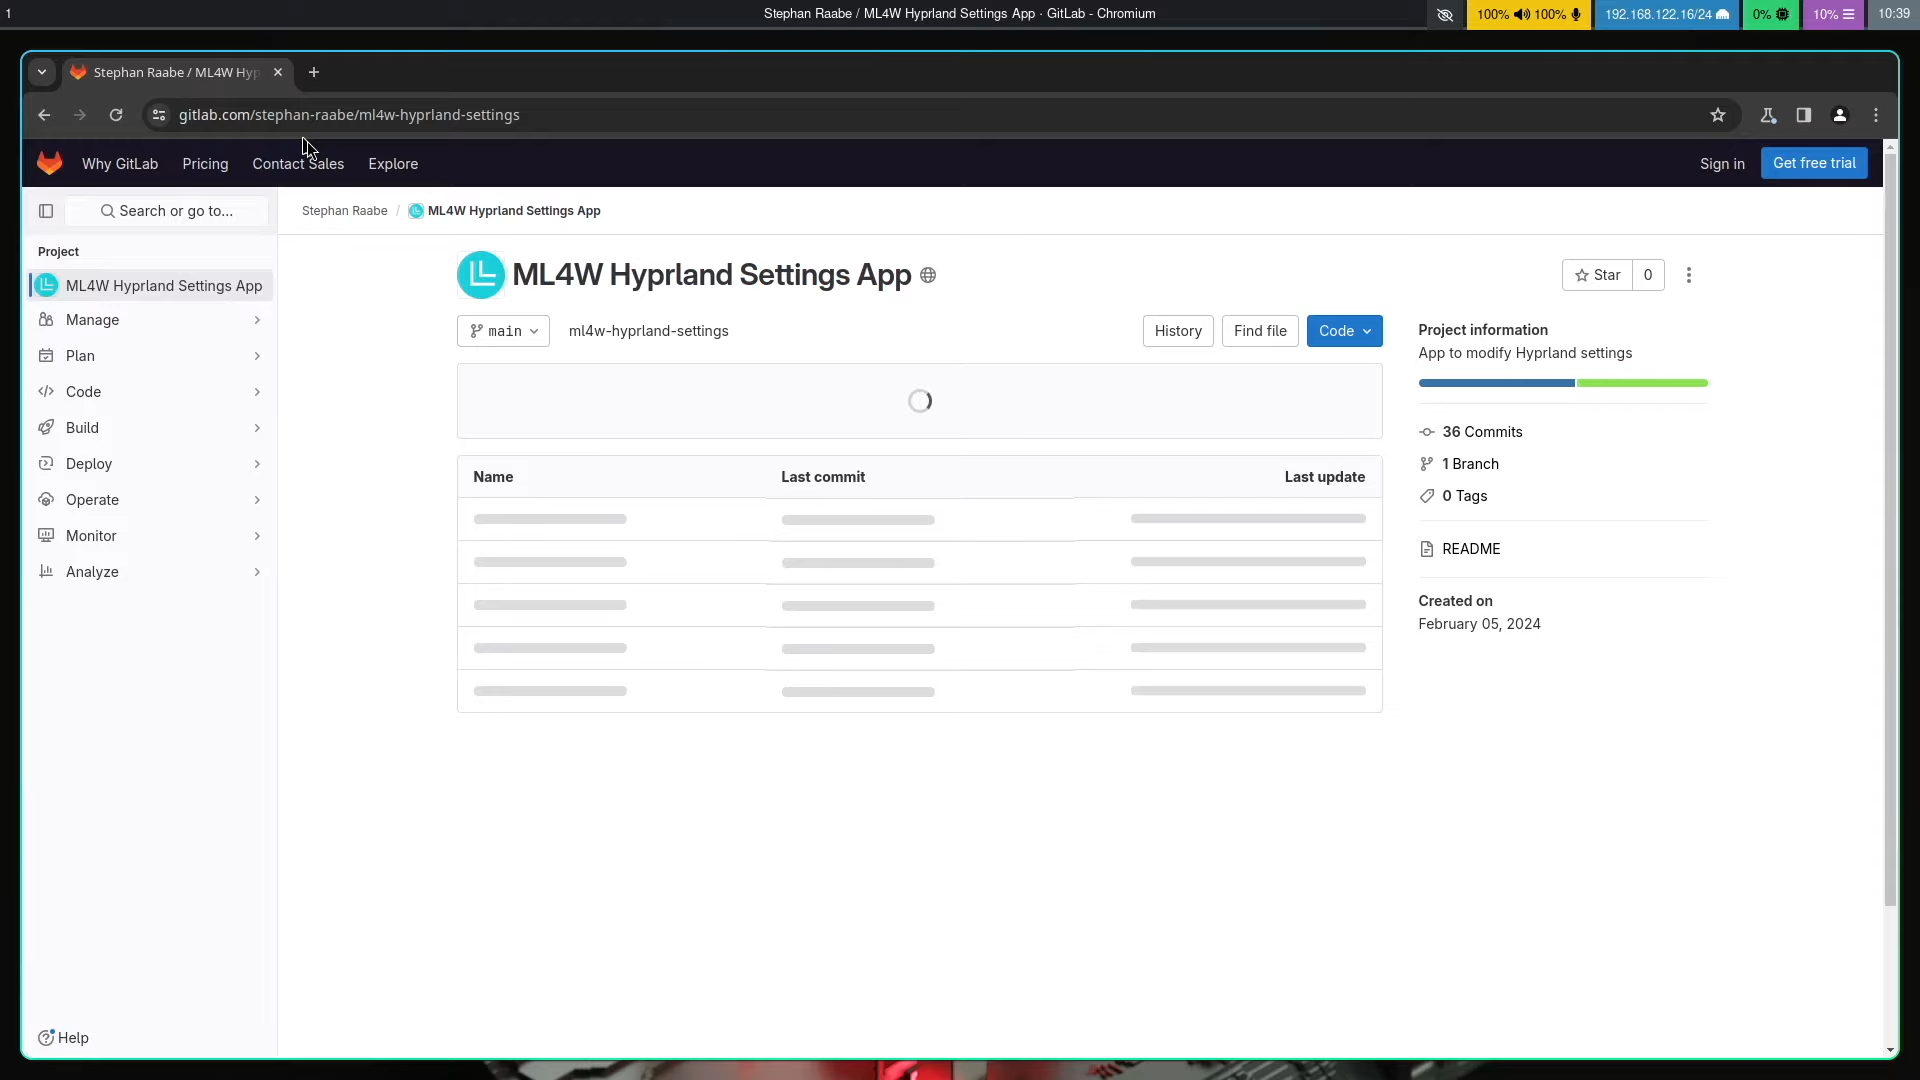 1
Stephan Raabe / ML4W Hyprland Settings App · GitLab - Chromium
100% 100%
192.168.122.16/24
0%
10%
10:39
Stephan Raabe / ML4W Hyp
gitlab.com/stephan-raabe/ml4w-hyprland-settings
Why GitLab Pricing Contact Sales Explore
Sign in
Get free trial
Search or go to...
Stephan Raabe / ML4W Hyprland Settings App
Project
ML4W Hyprland Settings App
Manage
Plan
Code
Build
Deploy
Operate
Monitor
Analyze
Help
ML4W Hyprland Settings App
Star 0
main
ml4w-hyprland-settings
History
Find file
Code
Name Last commit Last update
Project information
App to modify Hyprland settings
36 Commits
1 Branch
0 Tags
README
Created on
February 05, 2024